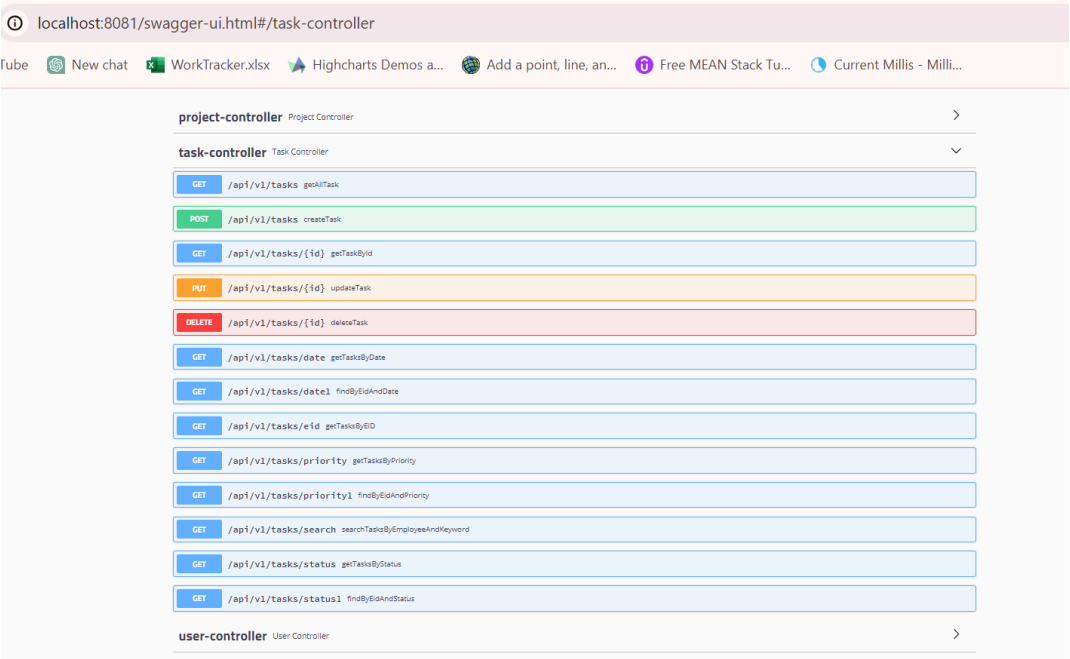 localhost:8081/swagger-ui.html#/task-controller
Tube New chat WorkTracker.xlsx Highcharts Demos a... Add a point, line, an... Free MEAN Stack Tu... Current Millis - Milli...
project-controller Project Controller
task-controller Task Controller
GET /api/v1/tasks getAllTask
POST /api/v1/tasks createTask
GET /api/v1/tasks/{id} getTaskById
PUT /api/v1/tasks/{id} updateTask
DELETE /api/v1/tasks/{id} deleteTask
GET /api/v1/tasks/date getTasksByDate
GET /api/v1/tasks/date1 findByEidAndDate
GET /api/v1/tasks/eid getTasksByEID
GET /api/v1/tasks/priority getTasksByPriority
GET /api/v1/tasks/priority1 findByEidAndPriority
GET /api/v1/tasks/search searchTasksByEmployeeAndKeyword
GET /api/v1/tasks/status getTasksByStatus
GET /api/v1/tasks/status1 findByEidAndStatus
user-controller User Controller